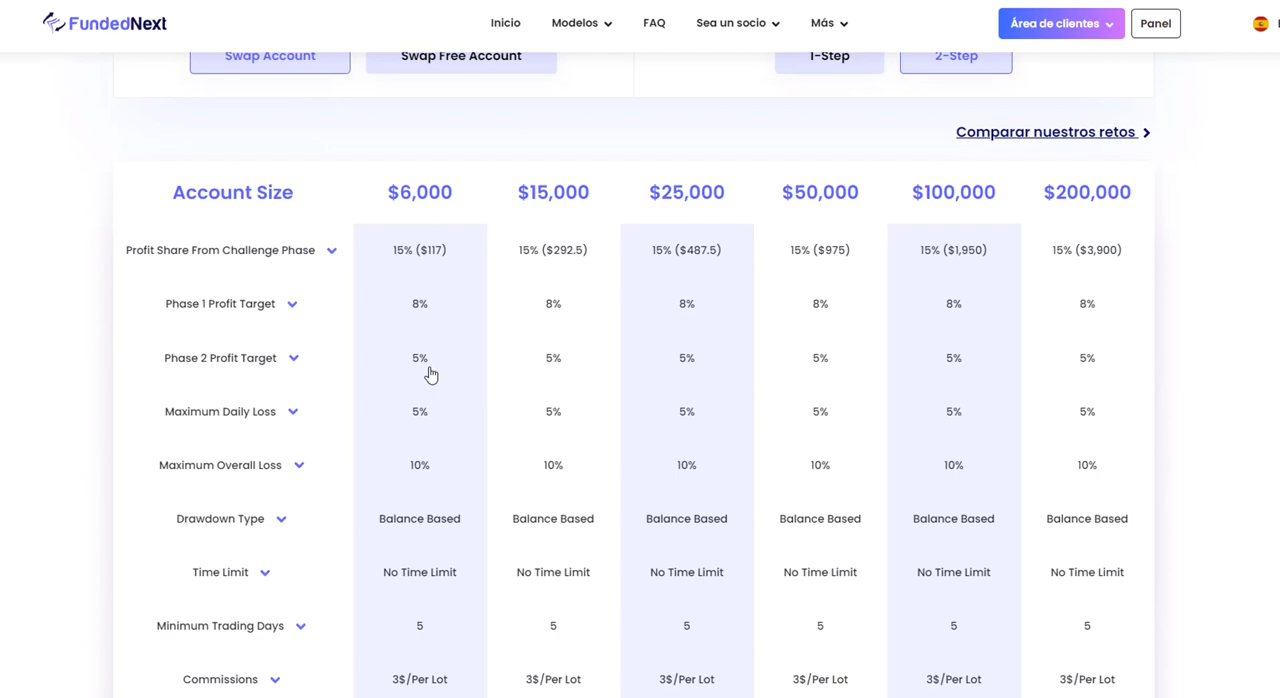 FundedNext Inicio Modelos FAQ Sea un socio Más Área de clientes Panel
Swap Account Swap Free Account 1-Step 2-Step
Comparar nuestros retos
Account Size $6,000 $15,000 $25,000 $50,000 $100,000 $200,000
Profit Share From Challenge Phase 15% ($117) 15% ($292.5) 15% ($487.5) 15% ($975) 15% ($1,950) 15% ($3,900)
Phase 1 Profit Target 8% 8% 8% 8% 8% 8%
Phase 2 Profit Target 5% 5% 5% 5% 5% 5%
Maximum Daily Loss 5% 5% 5% 5% 5% 5%
Maximum Overall Loss 10% 10% 10% 10% 10% 10%
Drawdown Type Balance Based Balance Based Balance Based Balance Based Balance Based Balance Based
Time Limit No Time Limit No Time Limit No Time Limit No Time Limit No Time Limit No Time Limit
Minimum Trading Days 5 5 5 5 5 5
Commissions 3$/Per Lot 3$/Per Lot 3$/Per Lot 3$/Per Lot 3$/Per Lot 3$/Per Lot